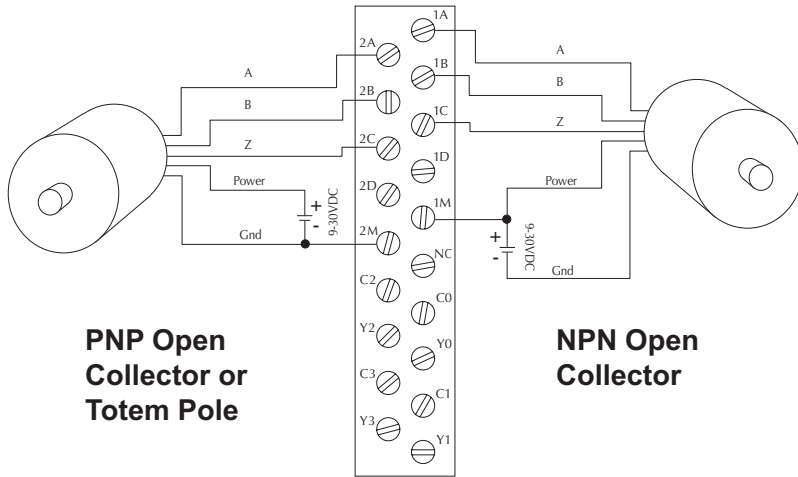 1A
2A
A
A
1B
2B
B
B
1C
2C
Z
Z
1D
2D
Power
Power
+
-
9-30VDC
1M
2M
Gnd
+
-
9-30VDC
NC
Gnd
C2
C0
Y2
Y0
C3
C1
Y3
Y1
PNP Open
Collector or
Totem Pole
NPN Open
Collector